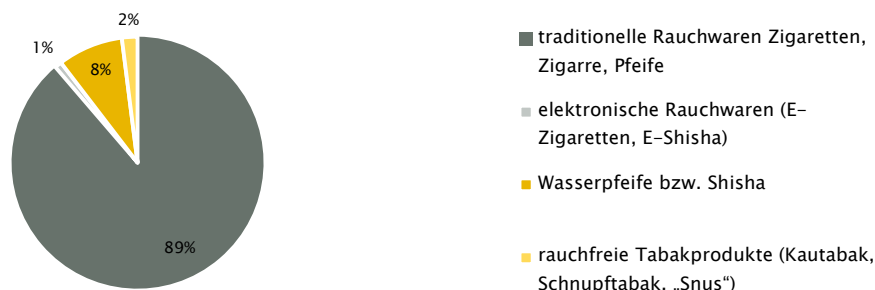 2%
1%
8%
89%
traditionelle Rauchwaren Zigaretten,
Zigarre, Pfeife
elektronische Rauchwaren (E-
Zigaretten, E-Shisha)
Wasserpfeife bzw. Shisha
rauchfreie Tabakprodukte (Kautabak,
Schnupftabak, „Snus“)